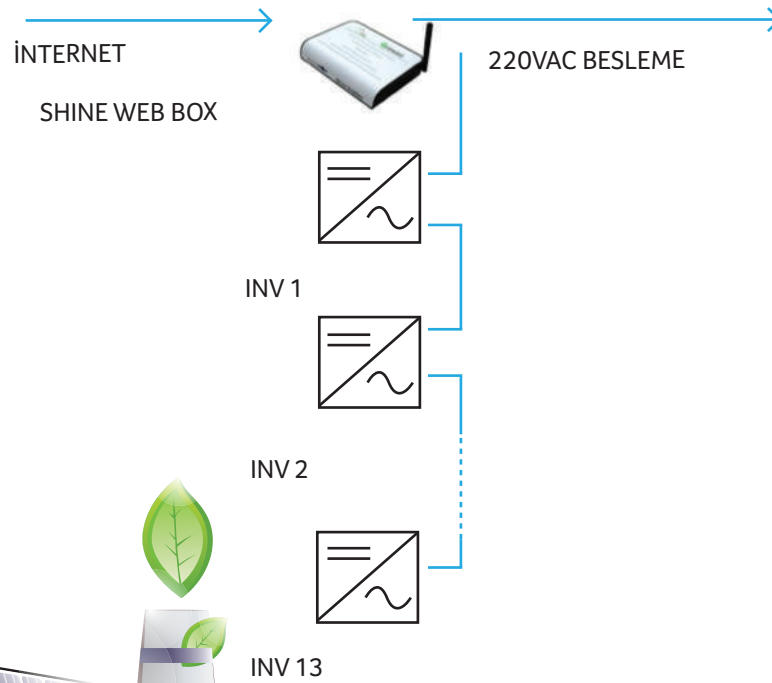 İNTERNET
220VAC BESLEME
SHINE WEB BOX
INV 1
INV 2
INV 13